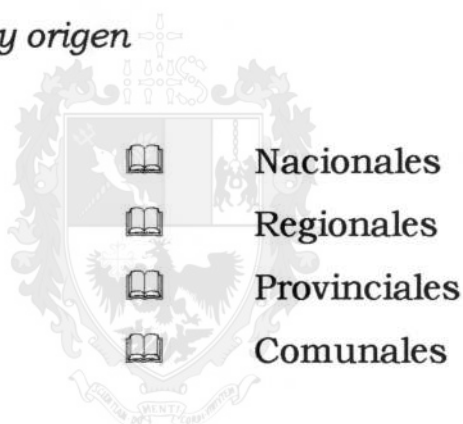 y origen
Nacionales
Regionales
Provinciales
Comunales